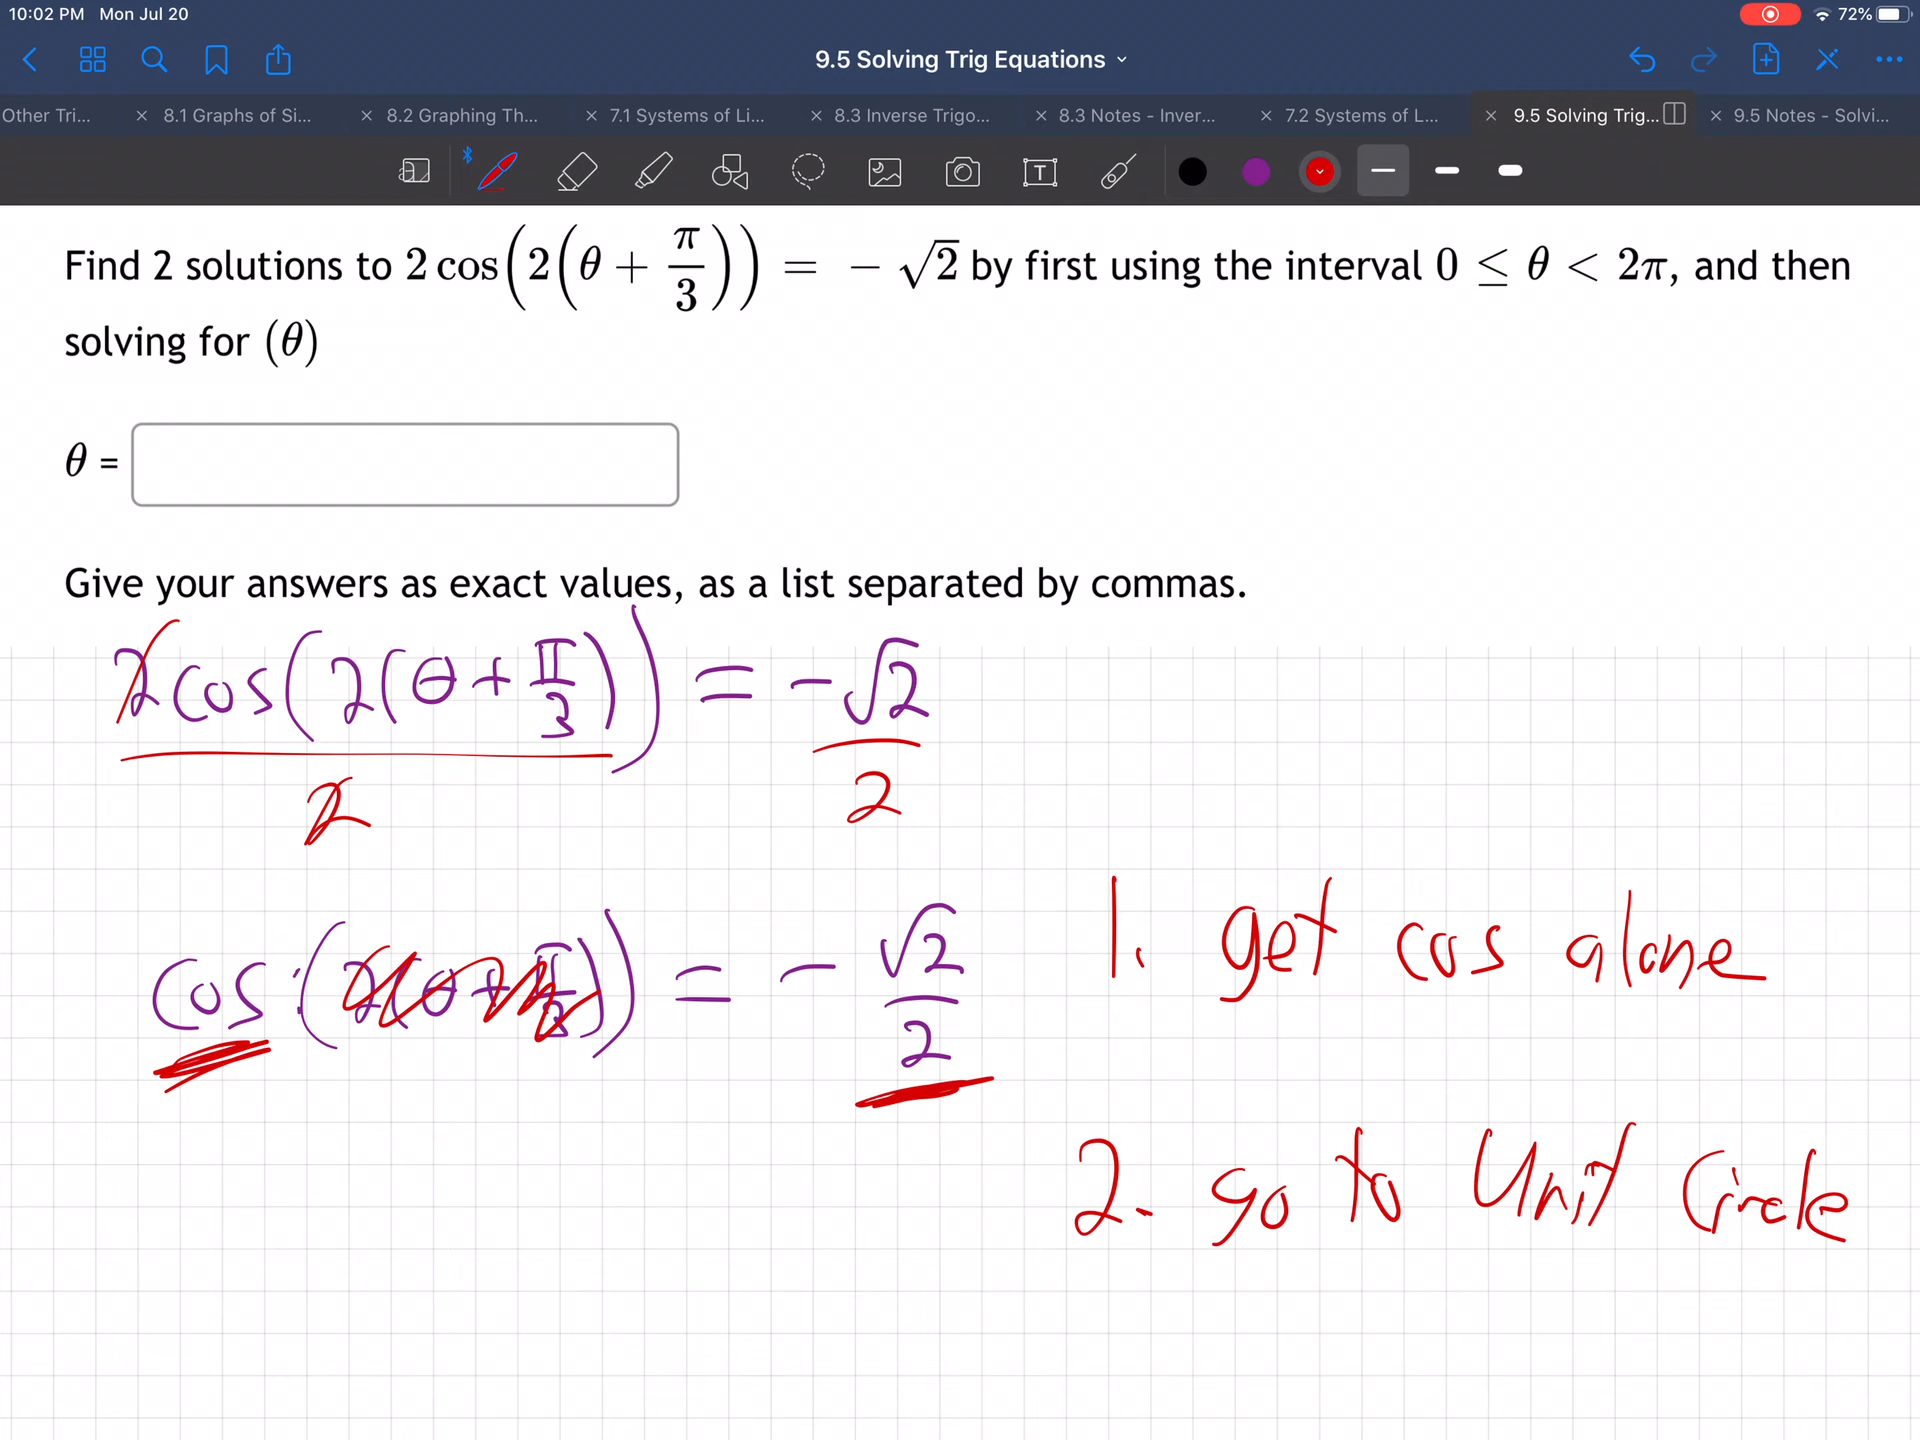 10:02 PM Mon Jul 20
72%
9.5 Solving Trig Equations
Other Tri...
× 8.1 Graphs of Si...
× 8.2 Graphing Th...
× 7.1 Systems of Li...
× 8.3 Inverse Trigo...
× 8.3 Notes - Inver...
× 7.2 Systems of L...
× 9.5 Solving Trig...
× 9.5 Notes - Solvi...
T
Find 2 solutions to 2 cos(2(θ + π/3)) = − √2 by first using the interval 0 ≤ θ < 2π, and then
solving for (θ)
θ =
Give your answers as exact values, as a list separated by commas.
2cos(2(θ+π/3)) = -√2
2 2
cos(2(θ+π/3)) = -√2/2
1. get cos alone
2. go to Unit Circle